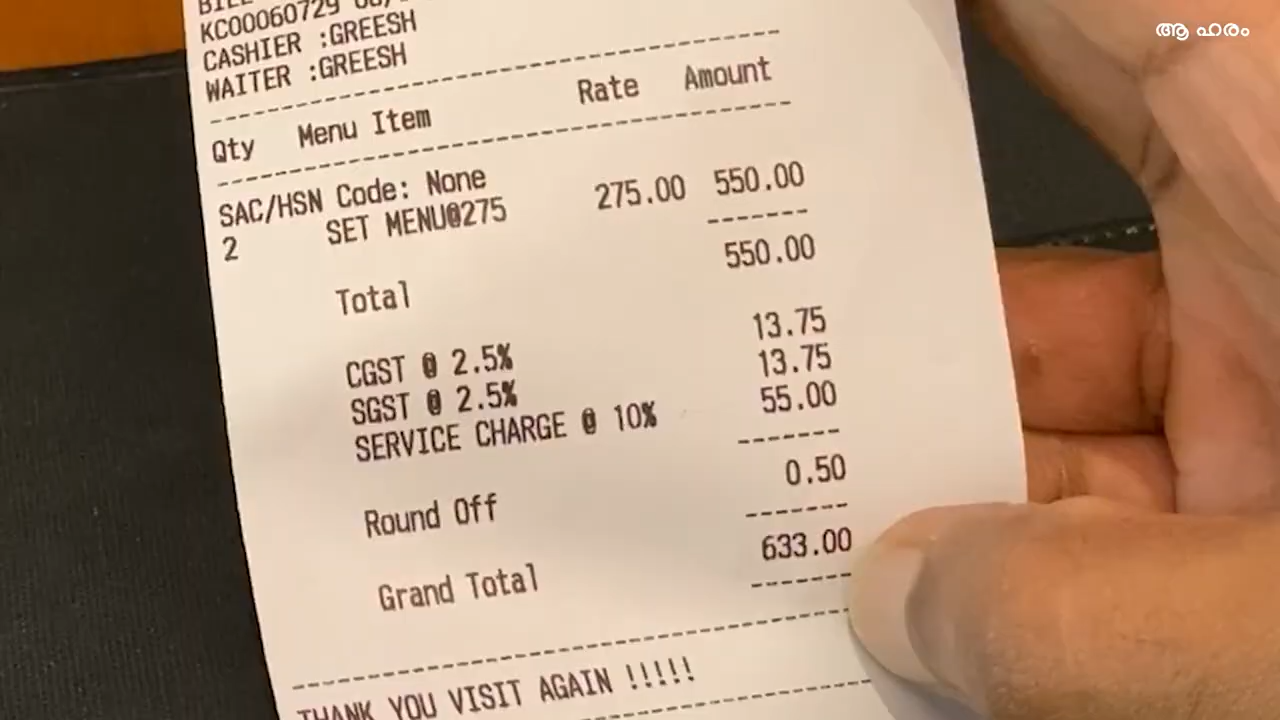 ആ ഹരം
KC00060729
CASHIER :GREESH
WAITER :GREESH
Qty Menu Item Rate Amount
SAC/HSN Code: None
2 SET MENU@275 275.00 550.00
Total 550.00
CGST @ 2.5% 13.75
SGST @ 2.5% 13.75
SERVICE CHARGE @ 10% 55.00
Round Off 0.50
Grand Total 633.00
THANK YOU VISIT AGAIN !!!!!